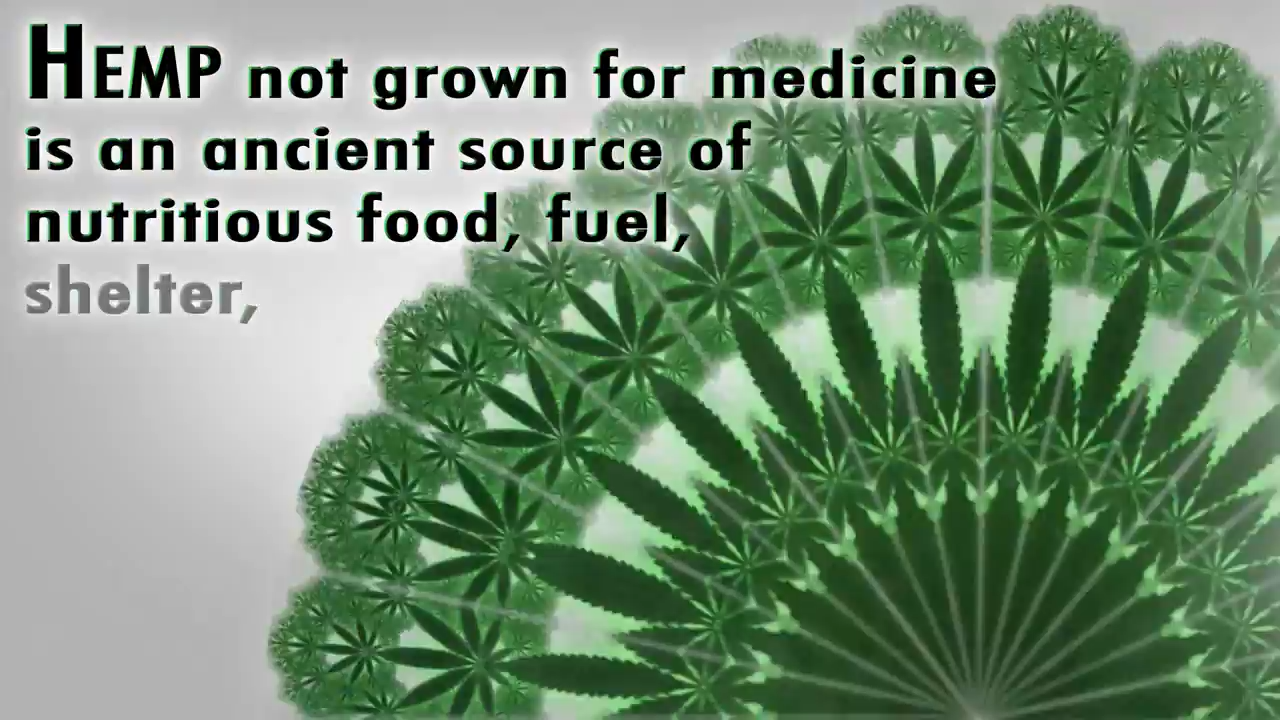 HEMP not grown for medicine
is an ancient source of
nutritious food, fuel,
shelter,